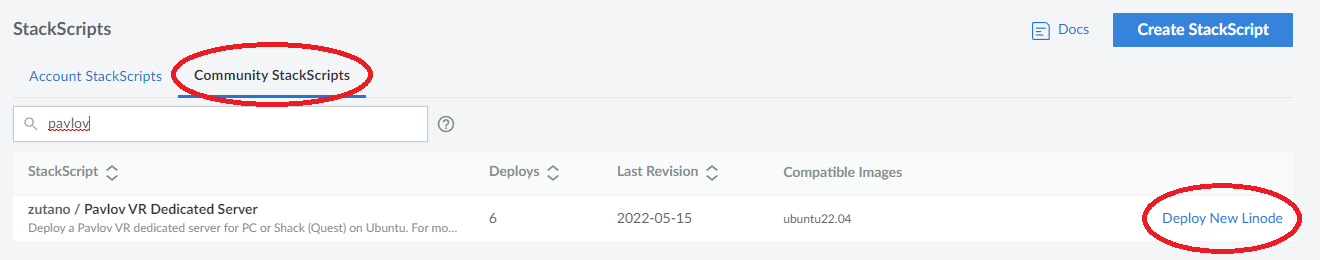 StackScripts
Docs
Create StackScript
Account StackScripts
Community StackScripts
pavlov
?
StackScript
Deploys
Last Revision
Compatible Images
zutano / Pavlov VR Dedicated Server
6
2022-05-15
ubuntu22.04
Deploy New Linode
Deploy a Pavlov VR dedicated server for PC or Shack (Quest) on Ubuntu. For mo...